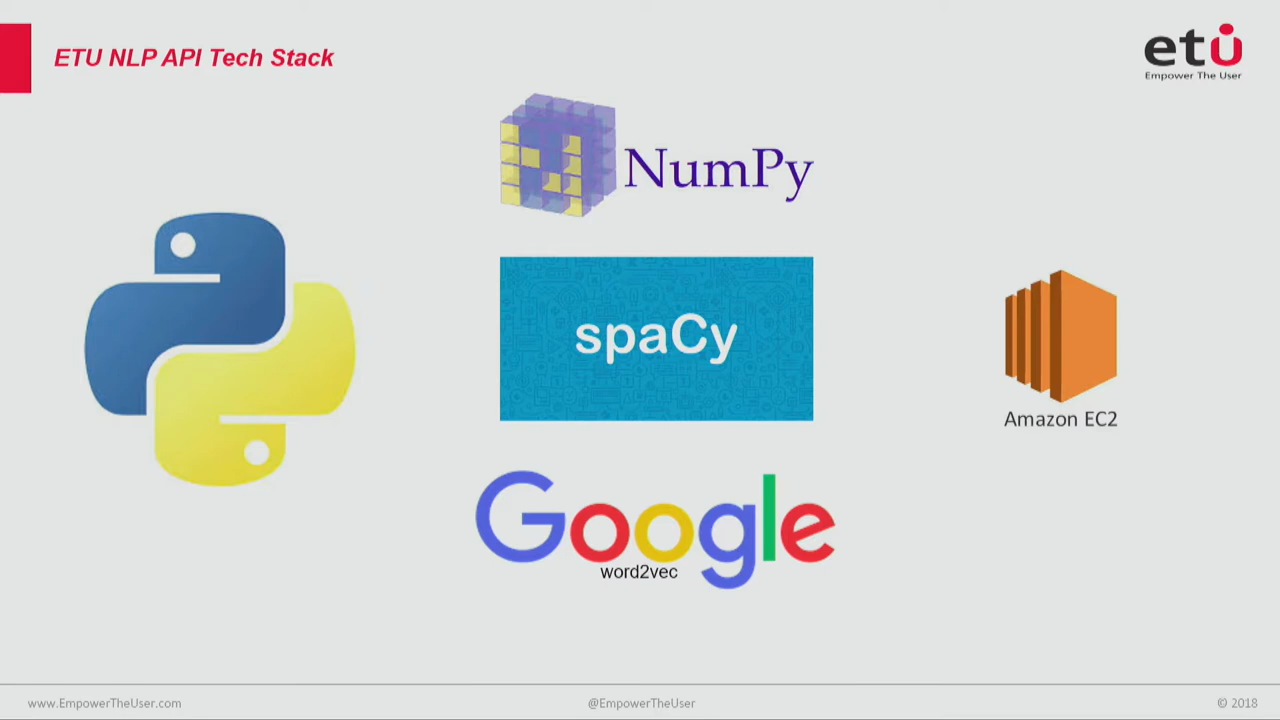 ETU NLP API Tech Stack
etu
Empower The User
NumPy
spaCy
Amazon EC2
Google
word2vec
www.EmpowerTheUser.com
@EmpowerTheUser
© 2018